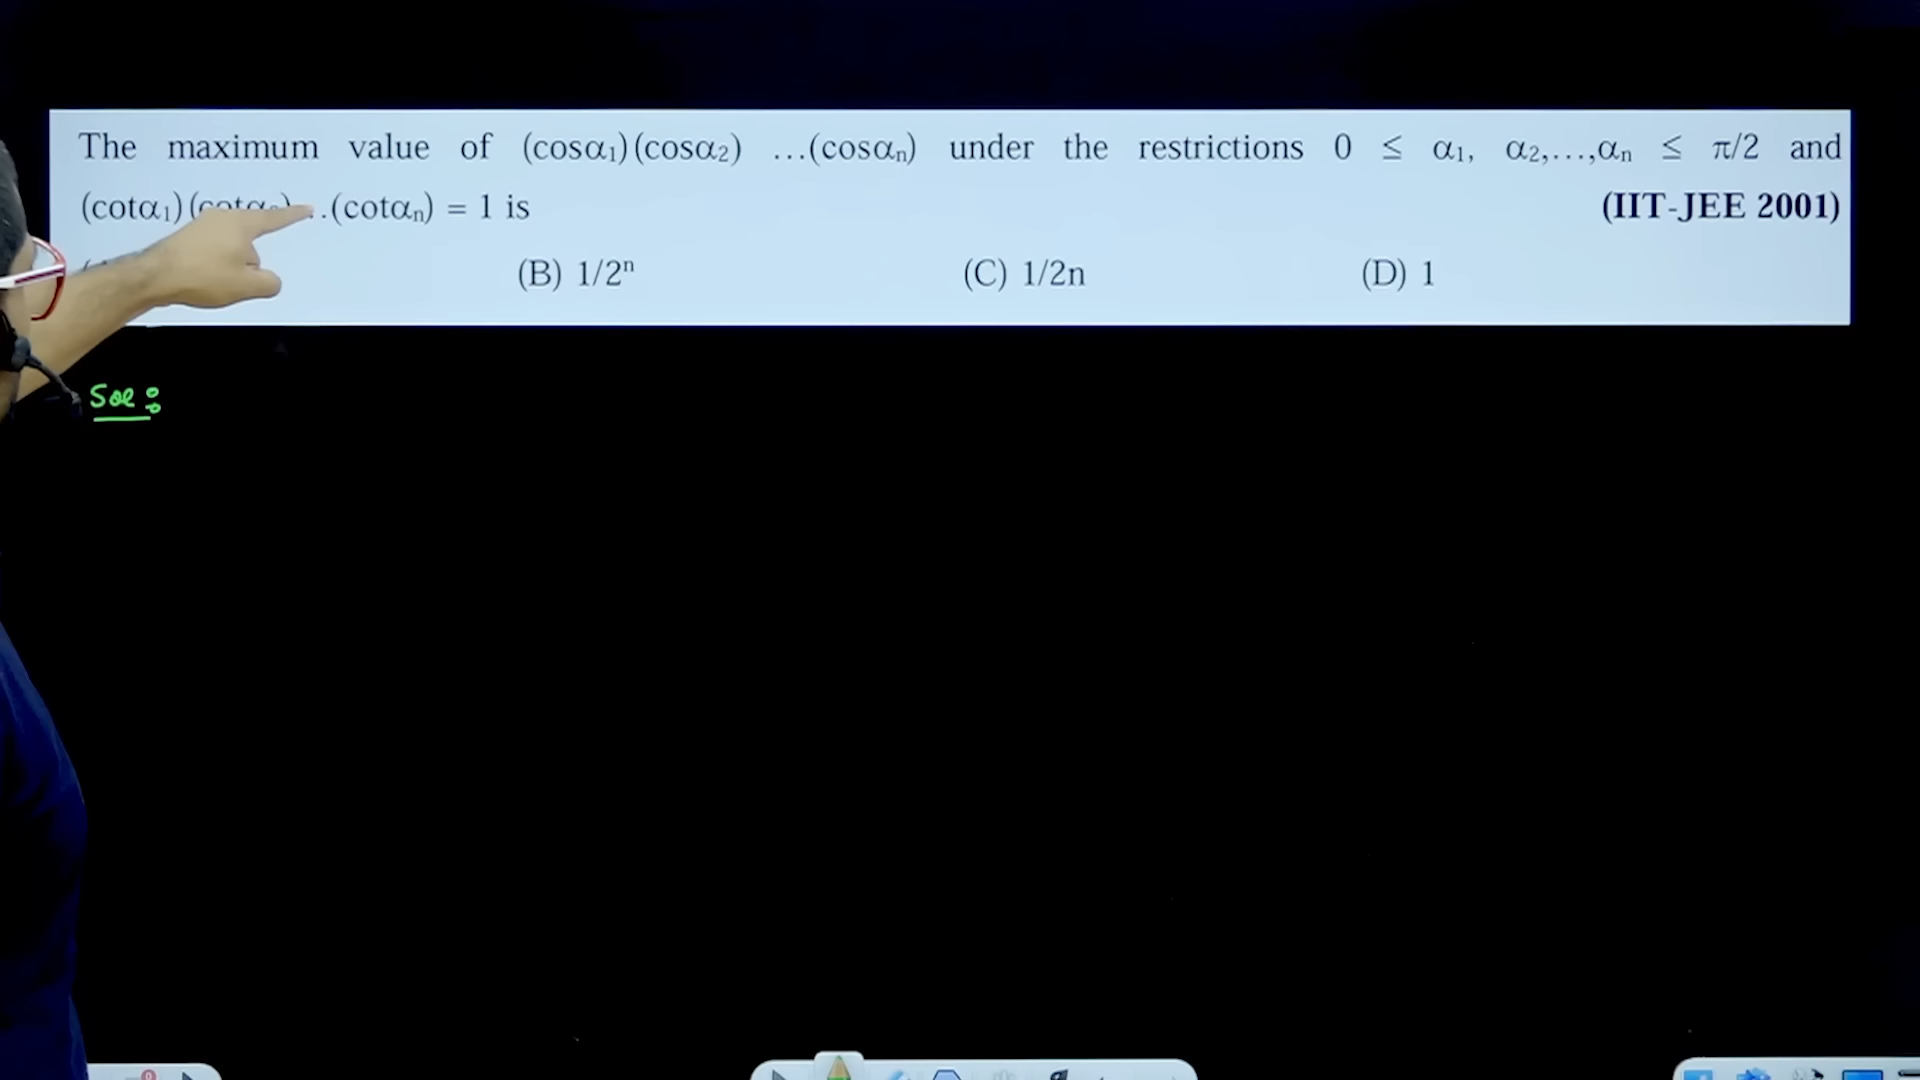 The maximum value of (cosα₁)(cosα₂) ...(cosαₙ) under the restrictions 0 ≤ α₁, α₂,...,αₙ ≤ π/2 and
(cotα₁)(cotα₂)...(cotαₙ) = 1 is (IIT-JEE 2001)
(B) 1/2ⁿ (C) 1/2n (D) 1
Sol: